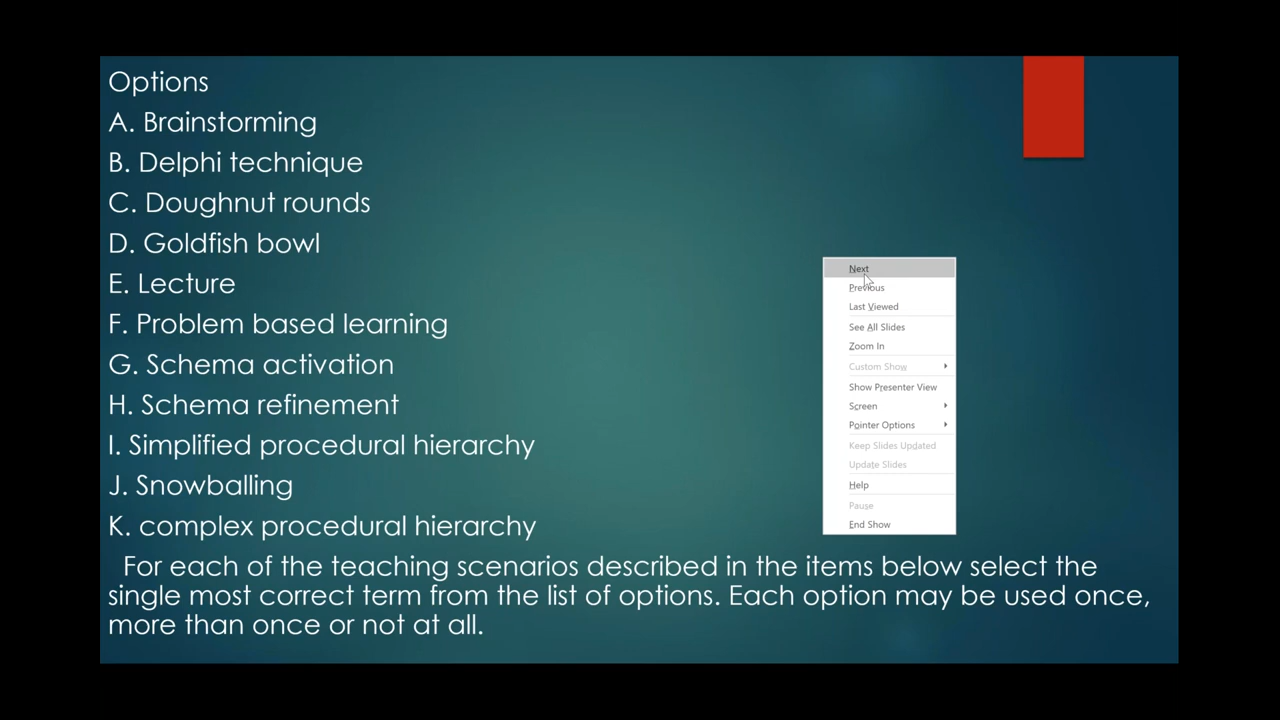 Options
A. Brainstorming
B. Delphi technique
C. Doughnut rounds
D. Goldfish bowl
E. Lecture
F. Problem based learning
G. Schema activation
H. Schema refinement
I. Simplified procedural hierarchy
J. Snowballing
K. complex procedural hierarchy
For each of the teaching scenarios described in the items below select the
single most correct term from the list of options. Each option may be used once,
more than once or not at all.
Next
Previous
Last Viewed
See All Slides
Zoom In
Custom Show
Show Presenter View
Screen
Pointer Options
Keep Slides Updated
Update Slides
Help
Pause
End Show